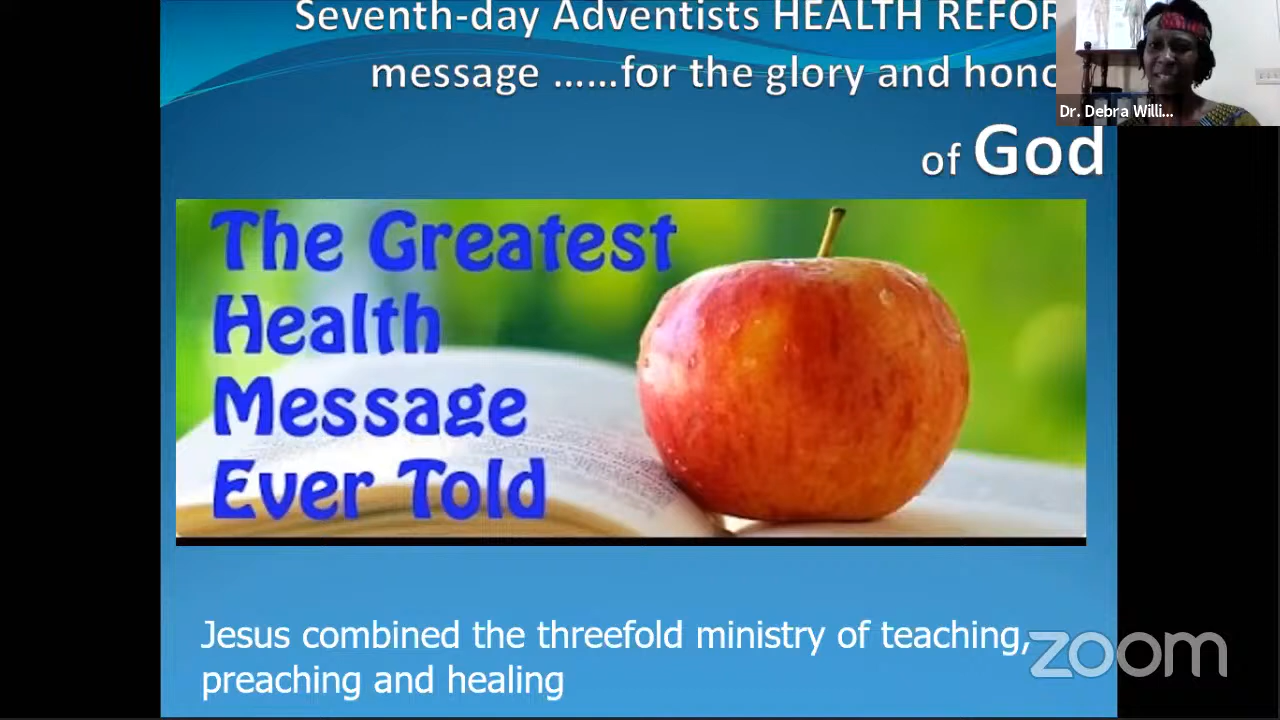 Seventh-day Adventists HEALTH REFOR
message ......for the glory and hono
of God
Dr. Debra Willi...
The Greatest
Health
Message
Ever Told
Jesus combined the threefold ministry of teaching,
preaching and healing
zoom